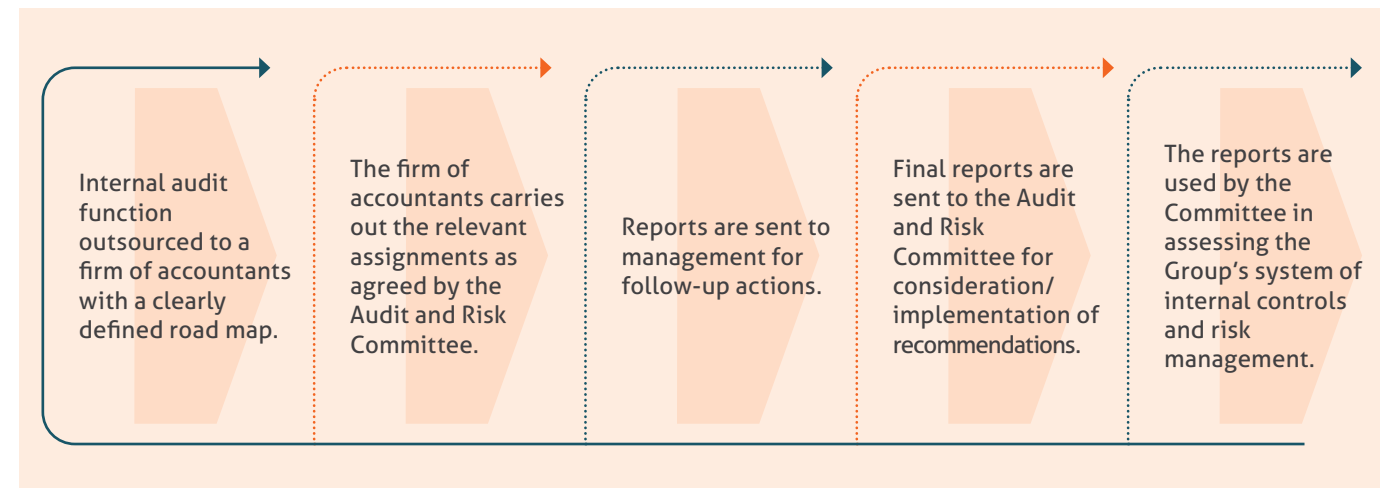 Internal audit
function
outsourced to a
firm of accountants
with a clearly
defined road map.
The firm of
accountants carries
out the relevant
assignments as
agreed by the
Audit and Risk
Committee.
Reports are sent to
management for
follow-up actions.
Final reports are
sent to the Audit
and Risk
Committee for
consideration/
implementation of
recommendations.
The reports are
used by the
Committee in
assessing the
Group’s system of
internal controls
and risk
management.